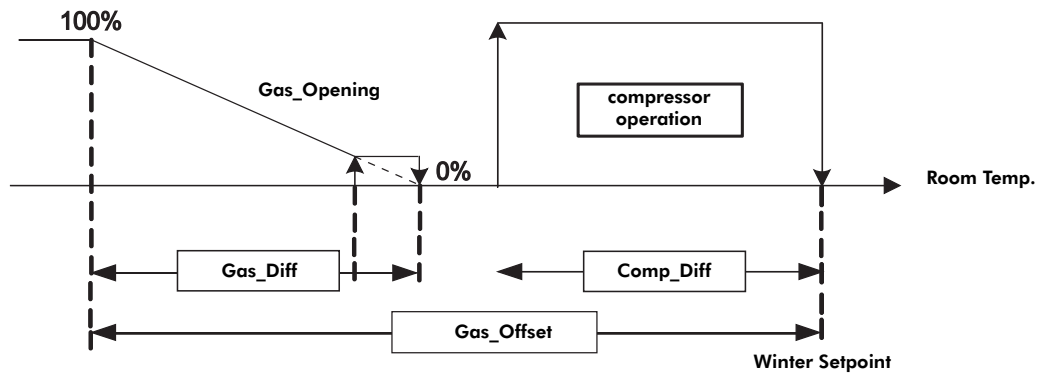 100%
Gas_Opening
compressor
operation
0%
Room Temp.
Gas_Diff
Comp_Diff
Gas_Offset
Winter Setpoint